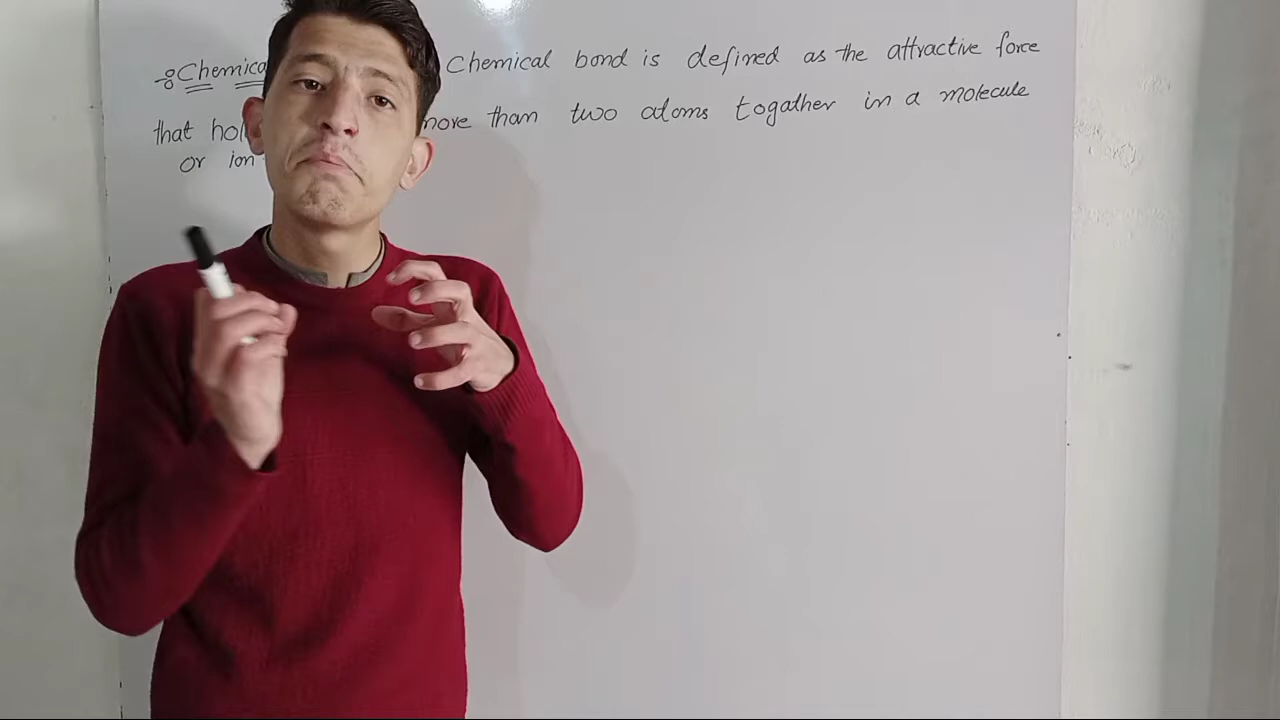 Chemica Chemical bond is defined as the attractive force
that hol more than two atoms togather in a molecule
or ion